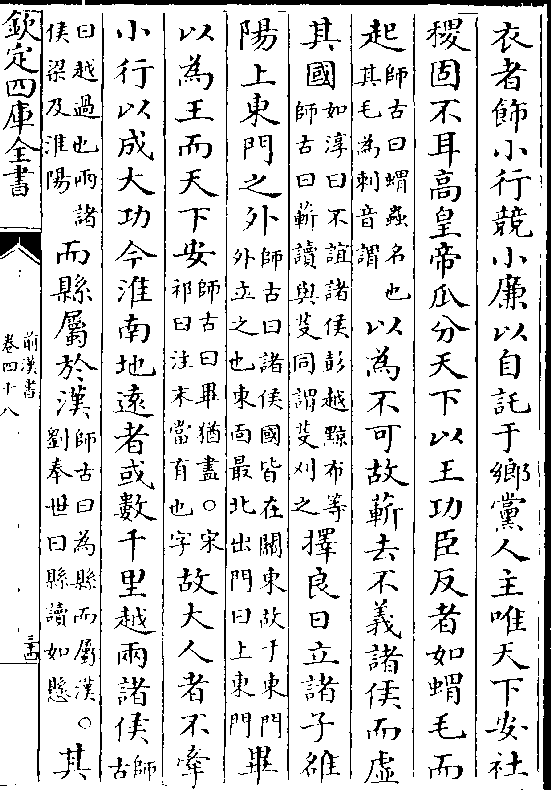 衣者飾小行競小廉以自託于鄉黨人主唯天下安社
稷固不耳高皇帝瓜分天下以王功臣反者如蝟毛而
起師古曰蝟蟲名也其毛為刺音謂以為不可故蘄去不義諸侯而虛
其國如淳曰不誼諸侯彭越黥布等師古曰蘄讀與芟同謂芟刈之擇良日立諸子雒
陽上東門之外師古曰諸侯國皆在關東故于東門外立之也東面最北出門曰上東門畢
以為王而天下安師古曰畢猶盡○宋祁曰注末當有也字故大人者不牽
小行以成大功今淮南地遠者或數千里越兩諸侯師古
曰越過也兩諸侯梁及淮陽而縣屬於漢師古曰為縣而屬漢○劉奉世曰縣讀如懸其
欽定四庫全書
前漢書
卷四十八